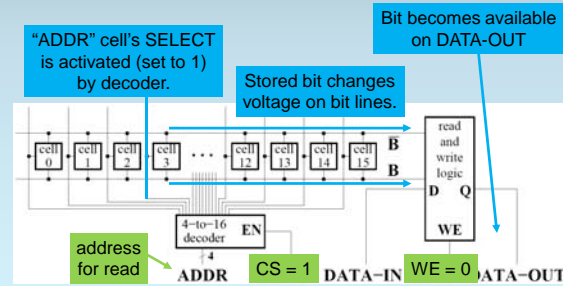 "ADDR" cell's SELECT
is activated (set to 1)
by decoder.
Bit becomes available
on DATA-OUT
Stored bit changes
voltage on bit lines.
cell
0
cell
1
cell
2
cell
3
...
cell
12
cell
13
cell
14
cell
15
B
B
read
and
write
logic
D
Q
WE
4-to-16
decoder
EN
4
address
for read
ADDR
CS = 1
DATA-IN
WE = 0
DATA-OUT